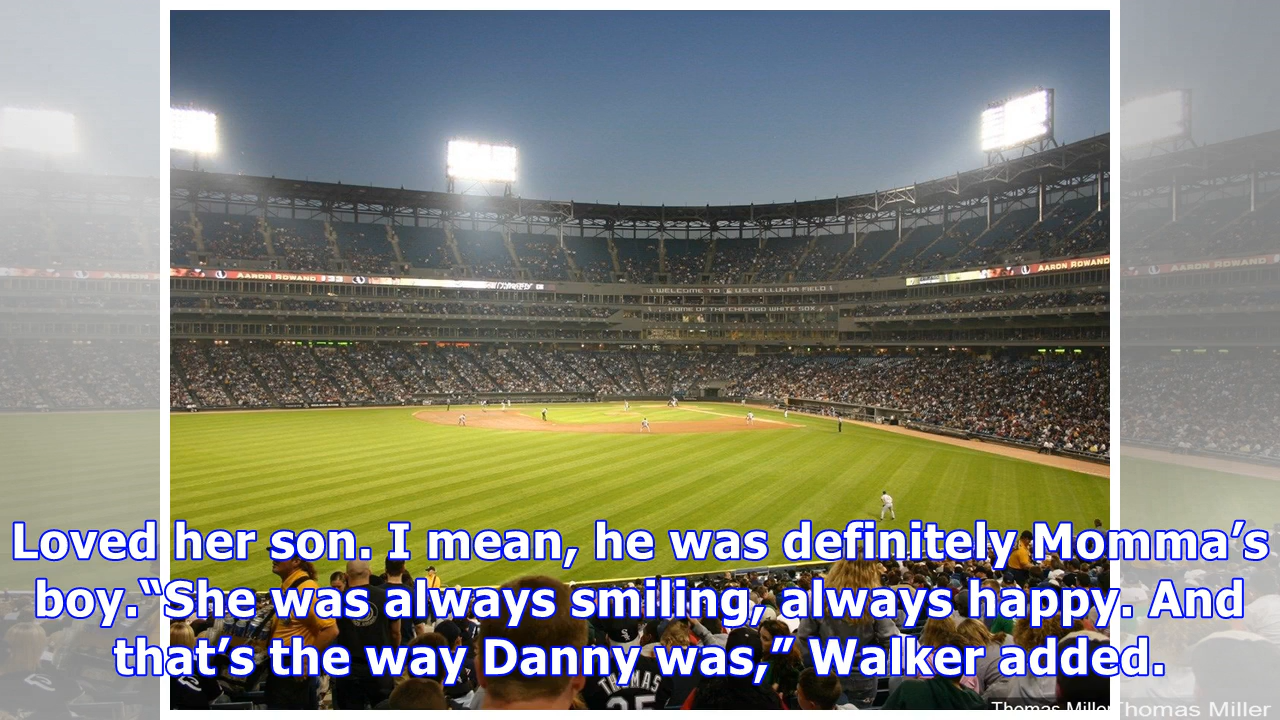 AARON ROWAND
AARON ROWAND
WELCOME TO U.S. CELLULAR FIELD
HOME OF THE CHICAGO WHITE SOX
Loved her son. I mean, he was definitely Momma’s
boy.“She was always smiling, always happy. And
that’s the way Danny was,” Walker added.
THOMAS
35
Thomas Miller
Thomas Miller